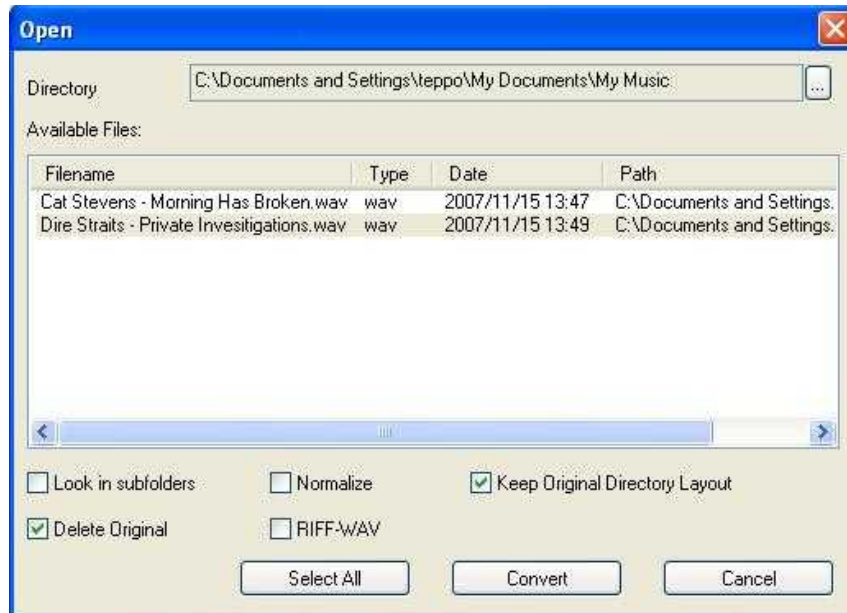 Open
Directory C:\Documents and Settings\teppo\My Documents\My Music ...
Available Files:
Filename Type Date Path
Cat Stevens - Morning Has Broken.wav wav 2007/11/15 13:47 C:\Documents and Settings.
Dire Straits - Private Invesitigations.wav wav 2007/11/15 13:49 C:\Documents and Settings.
Look in subfolders Normalize Keep Original Directory Layout
Delete Original RIFF-WAV
Select All Convert Cancel